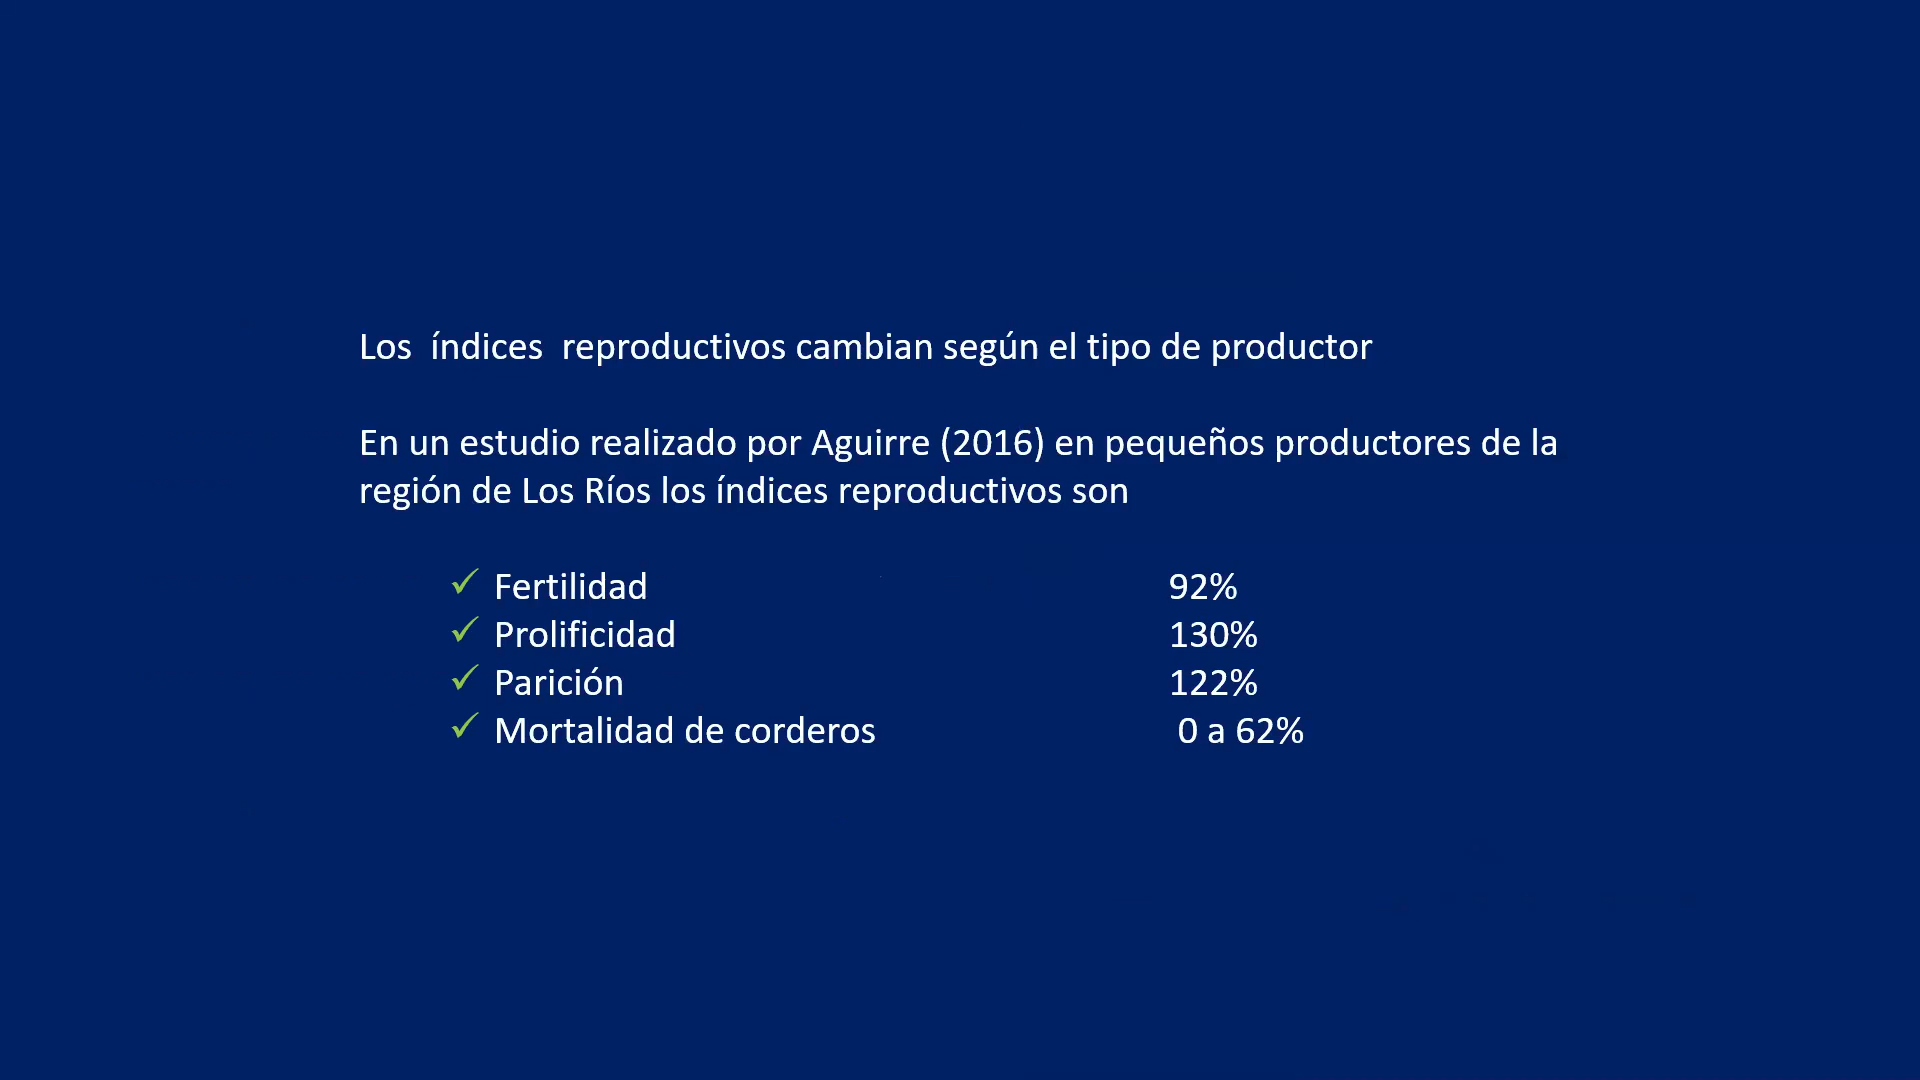 Los índices reproductivos cambian según el tipo de productor
En un estudio realizado por Aguirre (2016) en pequeños productores de la
región de Los Ríos los índices reproductivos son
✓ Fertilidad 92%
✓ Prolificidad 130%
✓ Parición 122%
✓ Mortalidad de corderos 0 a 62%